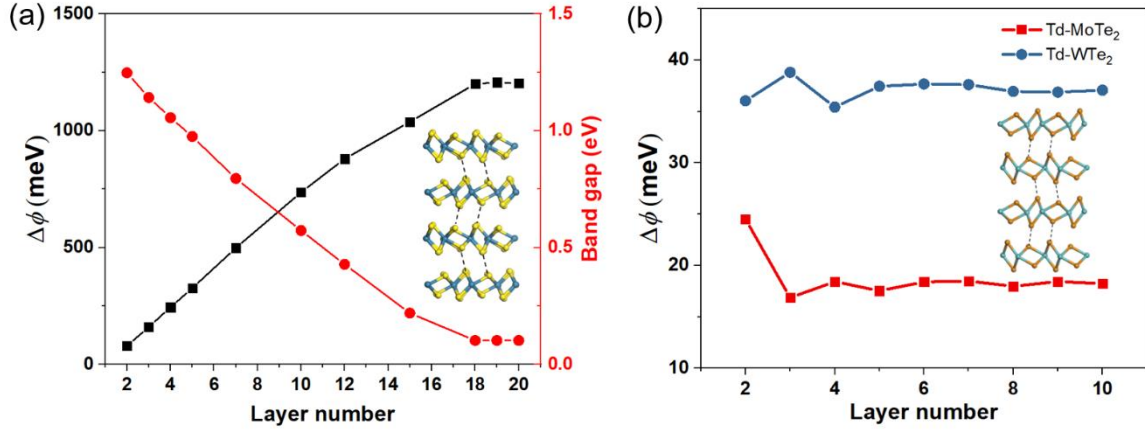 (a)
1500
1000
500
0
Δϕ (meV)
2 4 6 8 10 12 14 16 18 20
Layer number
1.5
1.0
0.5
0.0
Band gap (eV)
(b)
40
30
20
10
Δϕ (meV)
2 4 6 8 10
Layer number
Td-MoTe₂
Td-WTe₂